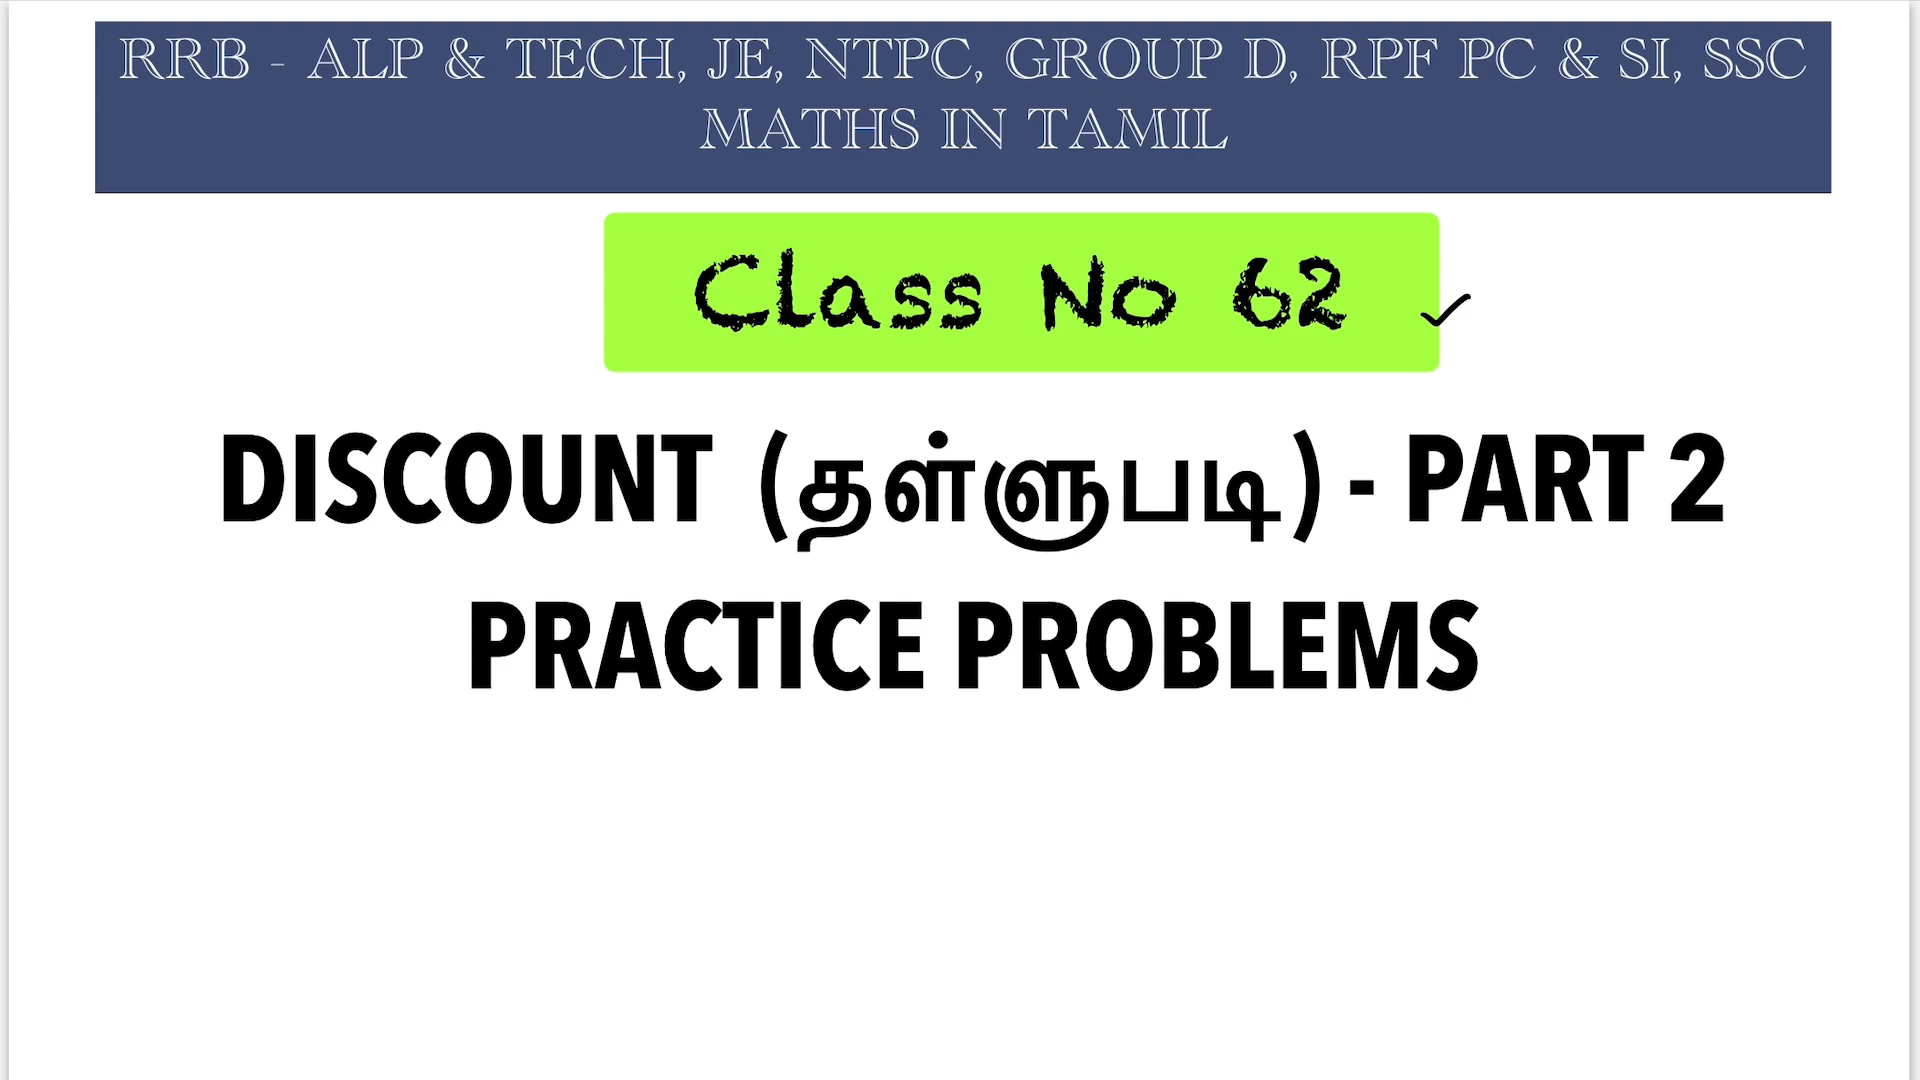 RRB - ALP & TECH, JE, NTPC, GROUP D, RPF PC & SI, SSC
MATHS IN TAMIL
Class No 62
DISCOUNT (தள்ளுபடி) - PART 2
PRACTICE PROBLEMS